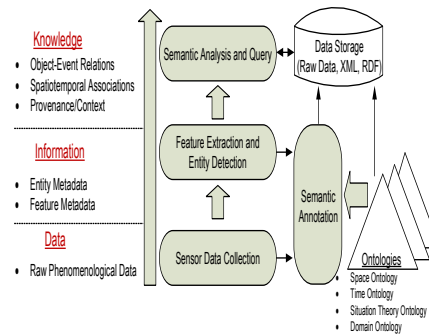 Knowledge
• Object-Event Relations
• Spatiotemporal Associations
• Provenance/Context
Information
• Entity Metadata
• Feature Metadata
Data
• Raw Phenomenological Data
Semantic Analysis and Query
Feature Extraction and
Entity Detection
Sensor Data Collection
Data Storage
(Raw Data, XML, RDF)
Semantic
Annotation
Ontologies
• Space Ontology
• Time Ontology
• Situation Theory Ontology
• Domain Ontology